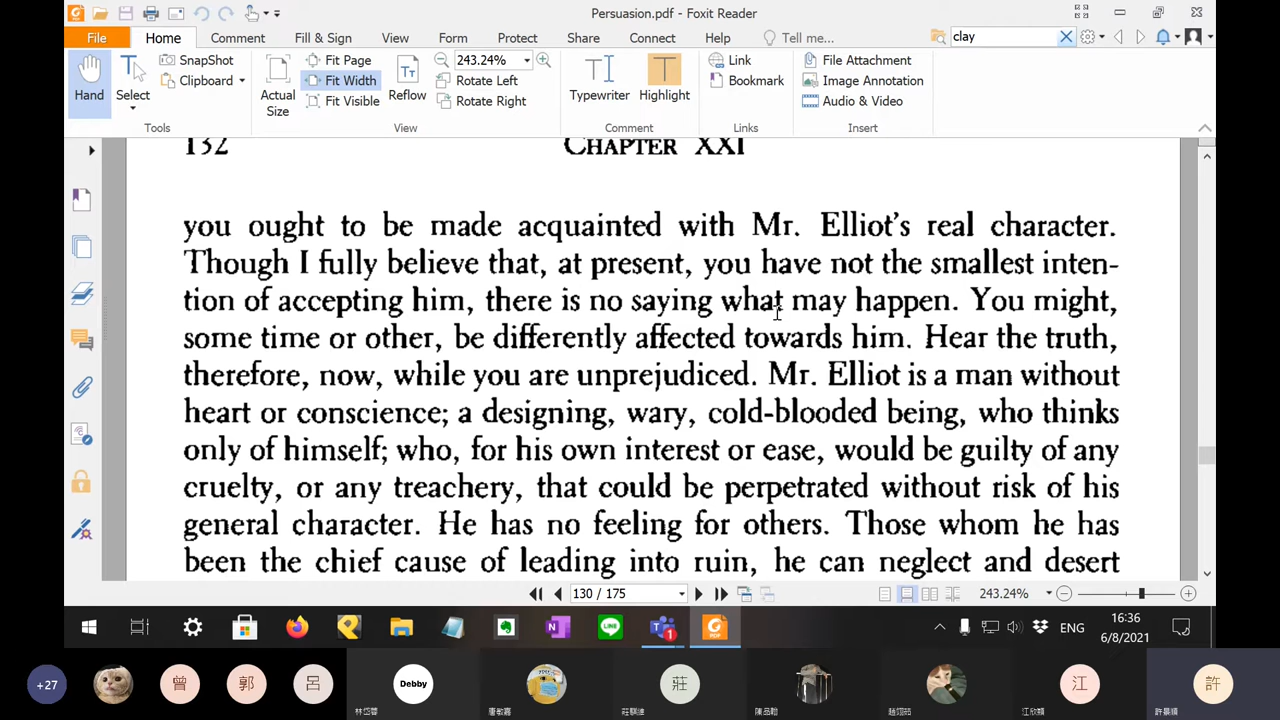 Persuasion.pdf - Foxit Reader
File Home Comment Fill & Sign View Form Protect Share Connect Help Tell me... clay
Hand Select SnapShot Clipboard Actual Size Fit Page Fit Width Fit Visible Reflow 243.24% Rotate Left Rotate Right Typewriter Highlight Link Bookmark File Attachment Image Annotation Audio & Video
Tools View Comment Links Insert
132 CHAPTER XXI
you ought to be made acquainted with Mr. Elliot's real character.
Though I fully believe that, at present, you have not the smallest inten-
tion of accepting him, there is no saying what may happen. You might,
some time or other, be differently affected towards him. Hear the truth,
therefore, now, while you are unprejudiced. Mr. Elliot is a man without
heart or conscience; a designing, wary, cold-blooded being, who thinks
only of himself; who, for his own interest or ease, would be guilty of any
cruelty, or any treachery, that could be perpetrated without risk of his
general character. He has no feeling for others. Those whom he has
been the chief cause of leading into ruin, he can neglect and desert
130 / 175 243.24%
ENG 16:36
6/8/2021
+27 曾 郭 呂 Debby 莊 江 許
江欣穎 許景順